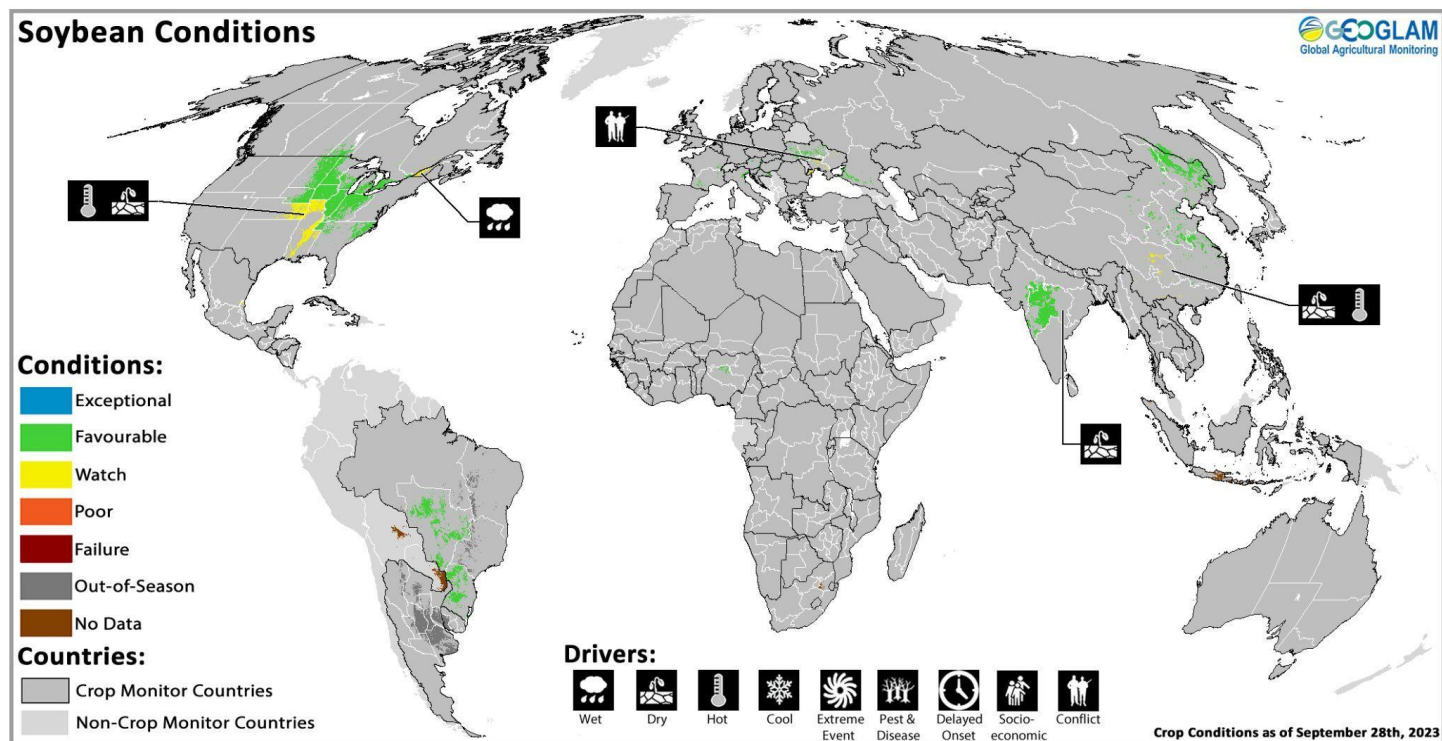 Soybean Conditions
GEOGLAM
Global Agricultural Monitoring
Conditions:
Exceptional
Favourable
Watch
Poor
Failure
Out-of-Season
No Data
Countries:
Crop Monitor Countries
Non-Crop Monitor Countries
Drivers:
Wet
Dry
Hot
Cool
Extreme
Event
Pest &
Disease
Delayed
Onset
Socio-
economic
Conflict
Crop Conditions as of September 28th, 2023